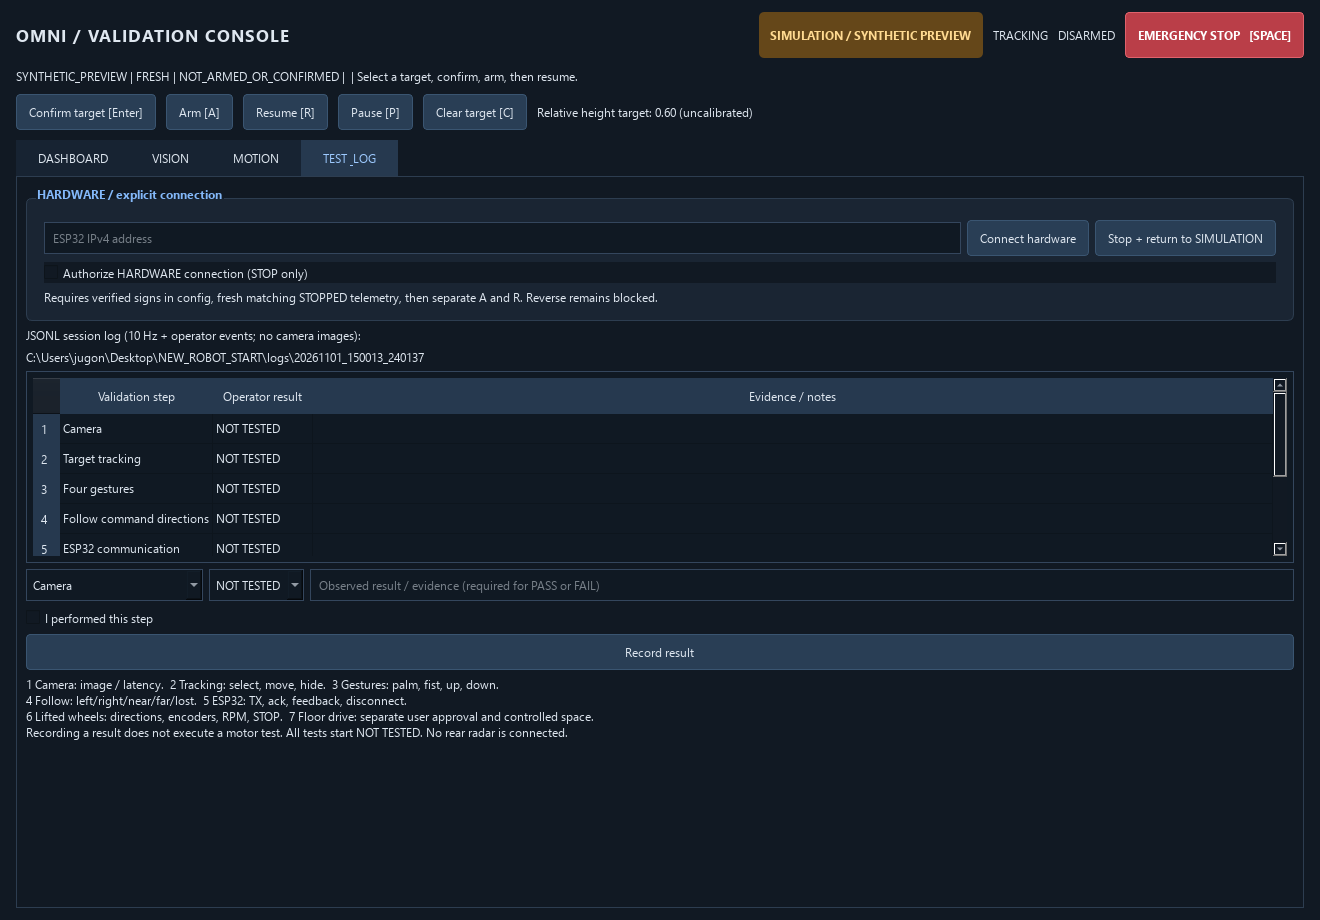 OMNI / VALIDATION CONSOLE
SIMULATION / SYNTHETIC PREVIEW TRACKING DISARMED EMERGENCY STOP [SPACE]
SYNTHETIC_PREVIEW | FRESH | NOT_ARMED_OR_CONFIRMED | | Select a target, confirm, arm, then resume.
Confirm target [Enter] Arm [A] Resume [R] Pause [P] Clear target [C] Relative height target: 0.60 (uncalibrated)
DASHBOARD VISION MOTION TEST_LOG
HARDWARE / explicit connection
ESP32 IPv4 address Connect hardware Stop + return to SIMULATION
Authorize HARDWARE connection (STOP only)
Requires verified signs in config, fresh matching STOPPED telemetry, then separate A and R. Reverse remains blocked.
JSONL session log (10 Hz + operator events; no camera images):
C:\Users\jugon\Desktop\NEW_ROBOT_START\logs\20261101_150013_240137
Validation step Operator result Evidence / notes
1 Camera NOT TESTED
2 Target tracking NOT TESTED
3 Four gestures NOT TESTED
4 Follow command directions NOT TESTED
5 ESP32 communication NOT TESTED
Camera NOT TESTED Observed result / evidence (required for PASS or FAIL)
I performed this step
Record result
1 Camera: image / latency. 2 Tracking: select, move, hide. 3 Gestures: palm, fist, up, down.
4 Follow: left/right/near/far/lost. 5 ESP32: TX, ack, feedback, disconnect.
6 Lifted wheels: directions, encoders, RPM, STOP. 7 Floor drive: separate user approval and controlled space.
Recording a result does not execute a motor test. All tests start NOT TESTED. No rear radar is connected.